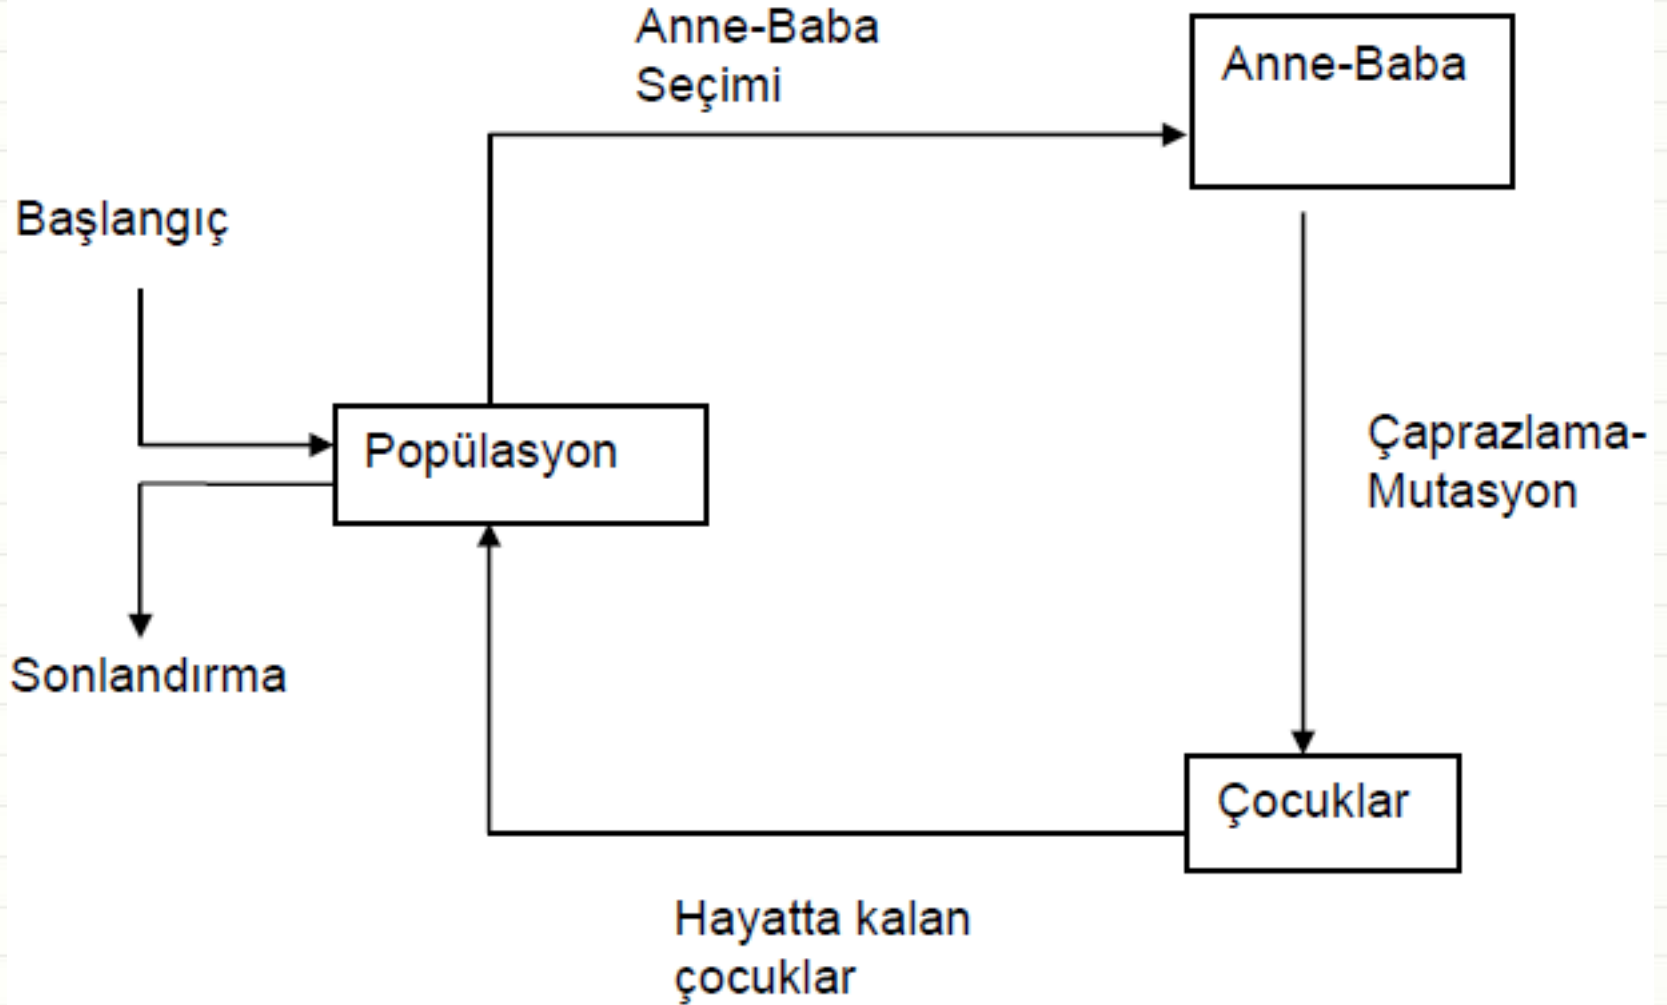 Anne-Baba
Seçimi
Anne-Baba
Başlangıç
Popülasyon
Çaprazlama-
Mutasyon
Sonlandırma
Çocuklar
Hayatta kalan
çocuklar